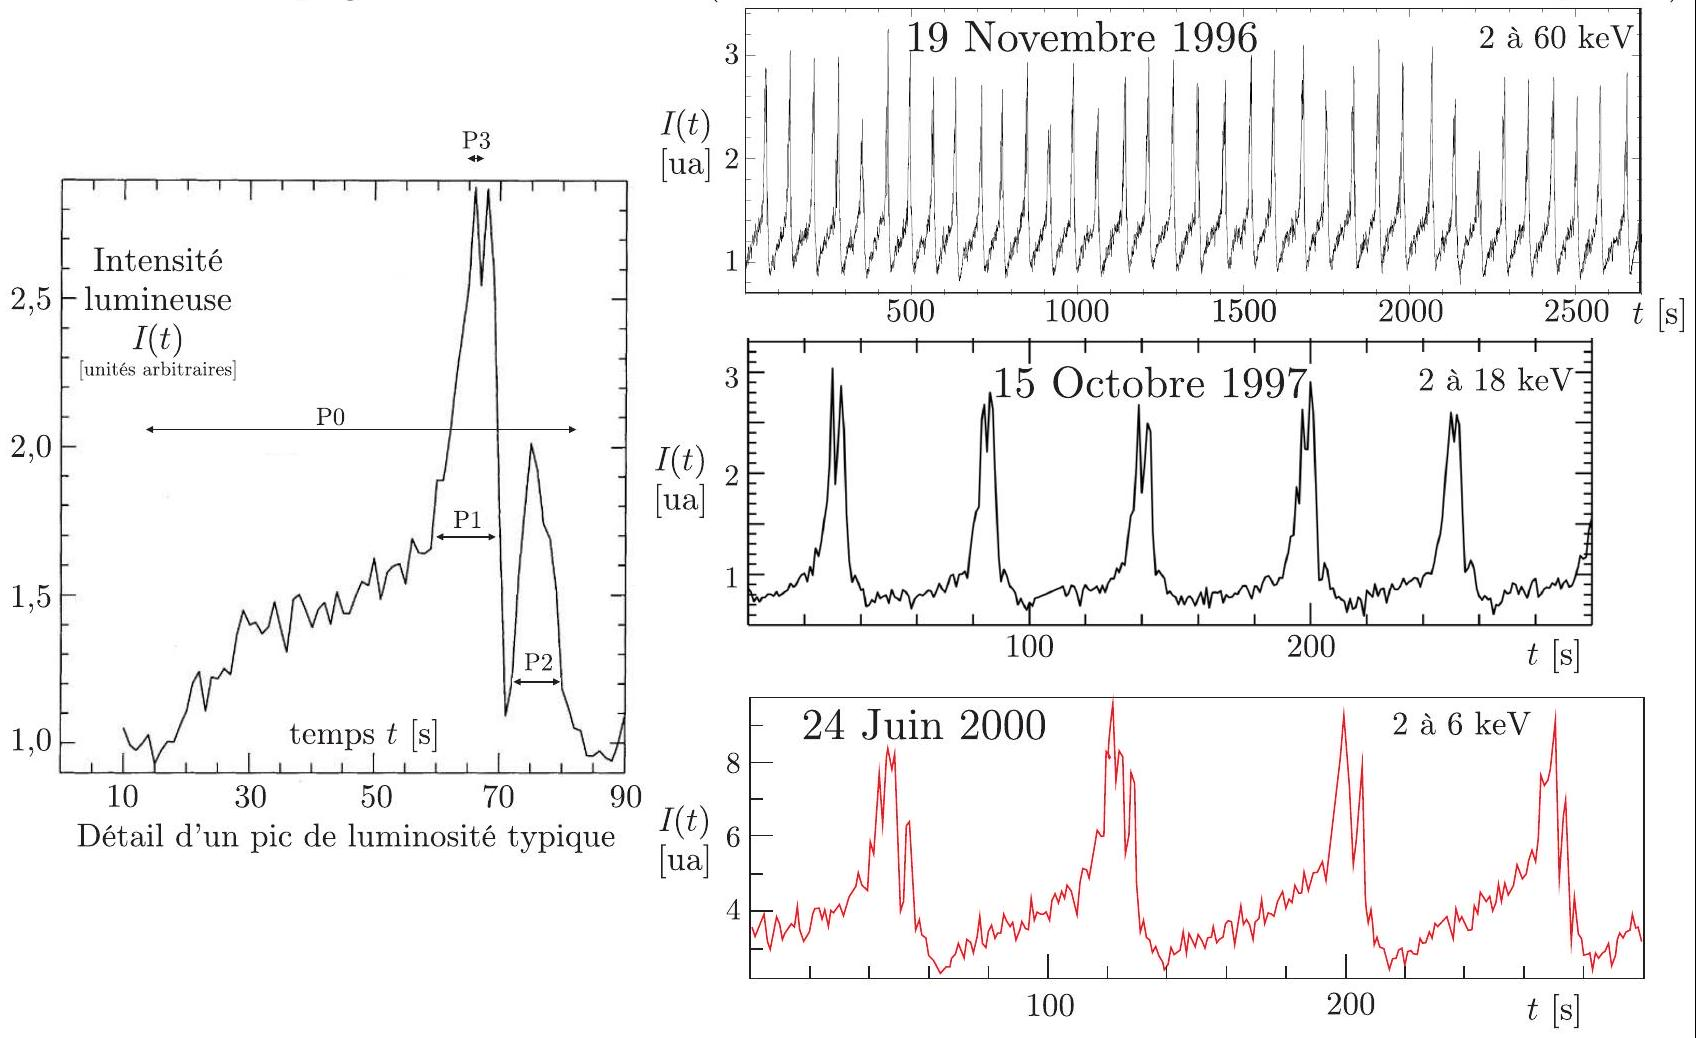 P3
Intensité
lumineuse
I(t)
[unités arbitraires]
2,5
2,0
1,5
1,0
P0
P1
P2
temps t [s]
10 30 50 70 90
Détail d'un pic de luminosité typique
19 Novembre 1996
2 à 60 keV
I(t)
[ua]
3
2
1
500 1000 1500 2000 2500 t [s]
15 Octobre 1997
2 à 18 keV
I(t)
[ua]
3
2
1
100 200
t [s]
24 Juin 2000
2 à 6 keV
I(t)
[ua]
8
6
4
100 200 t [s]